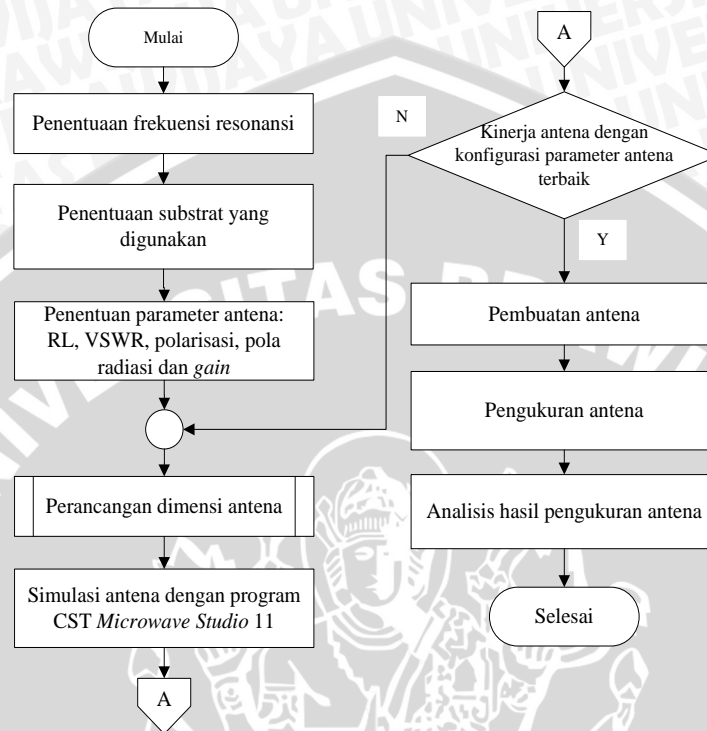 Mulai
Penentuaan frekuensi resonansi
Penentuaan substrat yang
digunakan
Penentuan parameter antena:
RL, VSWR, polarisasi, pola
radiasi dan gain
Perancangan dimensi antena
Simulasi antena dengan program
CST Microwave Studio 11
A
A
N
Kinerja antena dengan
konfigurasi parameter antena
terbaik
Y
Pembuatan antena
Pengukuran antena
Analisis hasil pengukuran antena
Selesai